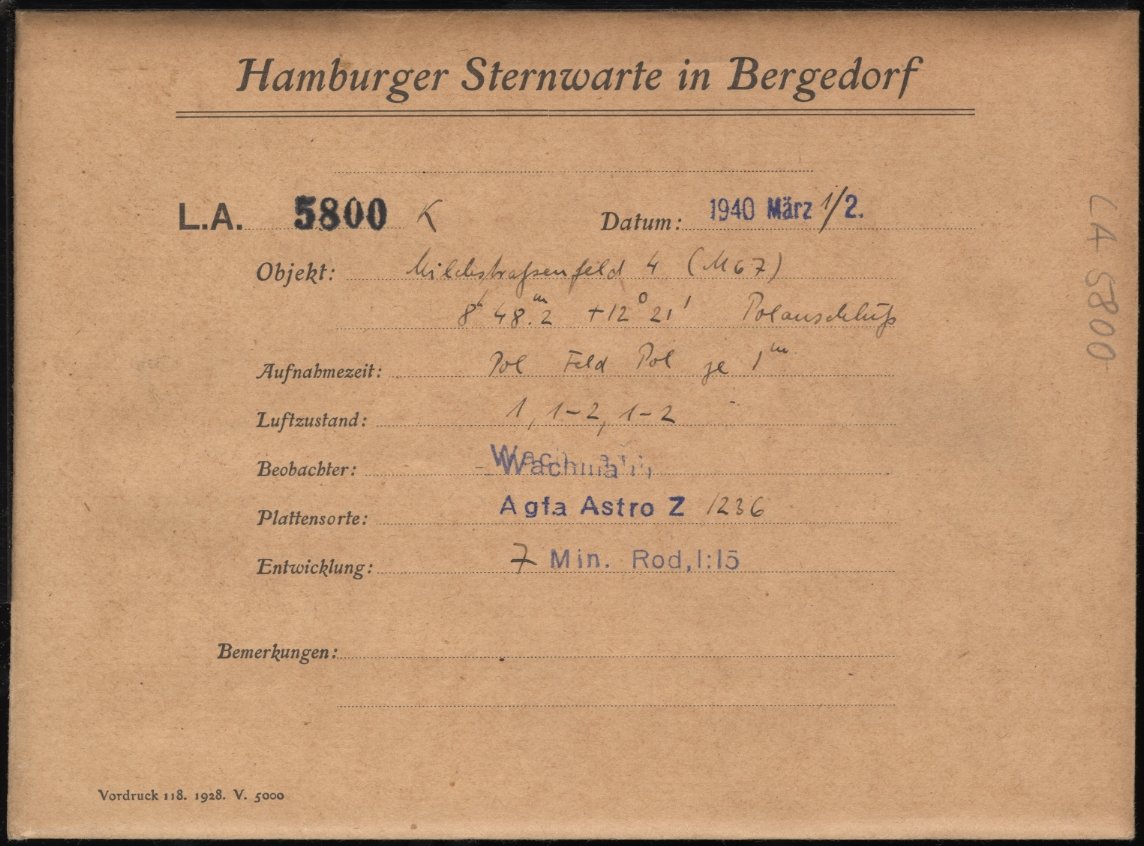 Hamburger Sternwarte in Bergedorf
L.A. 5800 K Datum: 1940 März 1/2.
Objekt: Milchstraßenfeld 4 (M67)
8h 48.m2 +12° 21' Polanschluß
Aufnahmezeit: Pol Feld Pol je 1m
Luftzustand: 1, 1-2, 1-2
Beobachter: Wachmann
Plattensorte: Agfa Astro Z 1236
Entwicklung: 7 Min. Rod,1:15
Bemerkungen:
Vordruck 118. 1928. V. 5000
LA 5800